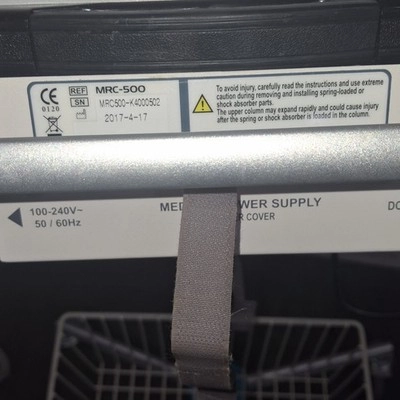 CE REF MRC-500
0120 SN MRC500-K4000502
2017-4-17
To avoid injury, carefully read the instructions and use extreme
caution during removing and installing spring-loaded or
shock absorber parts.
The upper column may expand rapidly and could cause injury
after the spring or shock absorber is loaded in the column.
100-240V~
50 / 60Hz
POWER SUPPLY
COVER